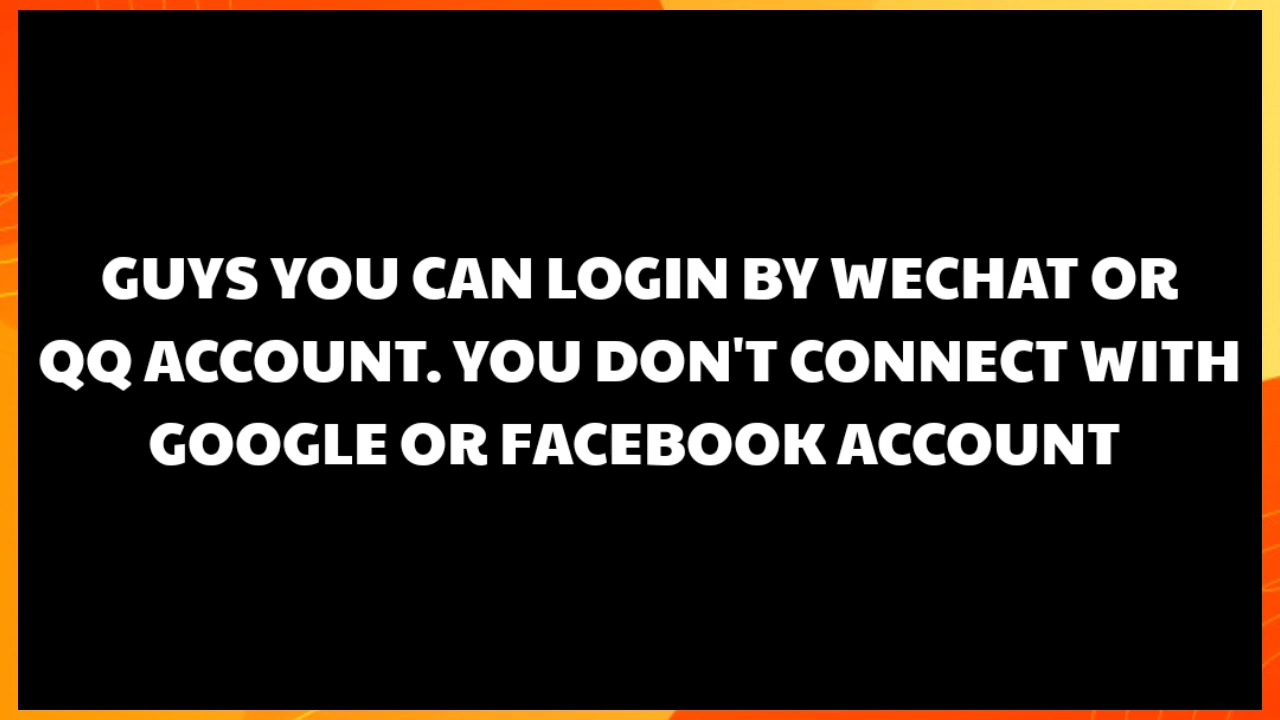 GUYS YOU CAN LOGIN BY WECHAT OR
QQ ACCOUNT. YOU DON'T CONNECT WITH
GOOGLE OR FACEBOOK ACCOUNT